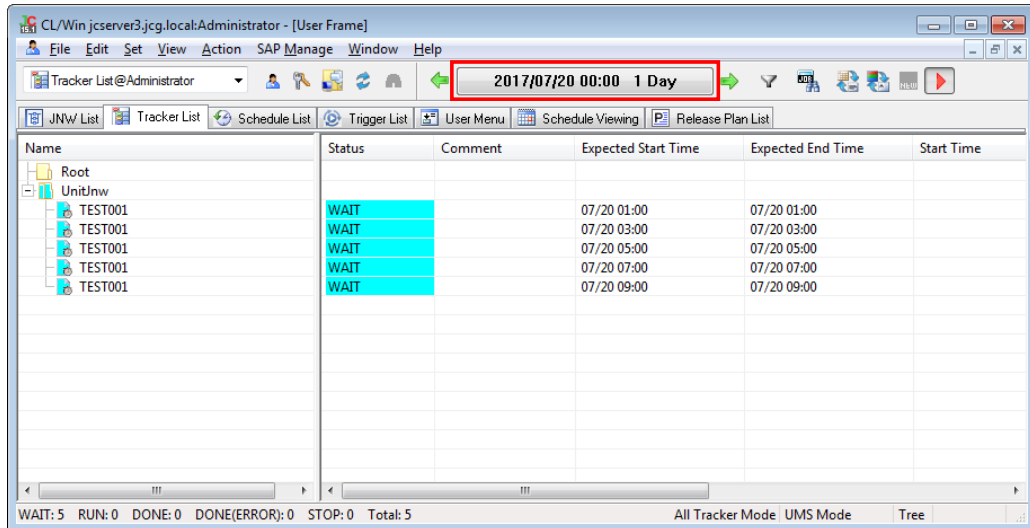 CL/Win jcserver3.jcg.local:Administrator - [User Frame]
File Edit Set View Action SAP Manage Window Help
Tracker List@Administrator 2017/07/20 00:00 1 Day
JNW List Tracker List Schedule List Trigger List User Menu Schedule Viewing Release Plan List
Name Status Comment Expected Start Time Expected End Time Start Time
Root
UnitJnw
TEST001 WAIT 07/20 01:00 07/20 01:00
TEST001 WAIT 07/20 03:00 07/20 03:00
TEST001 WAIT 07/20 05:00 07/20 05:00
TEST001 WAIT 07/20 07:00 07/20 07:00
TEST001 WAIT 07/20 09:00 07/20 09:00
WAIT: 5 RUN: 0 DONE: 0 DONE(ERROR): 0 STOP: 0 Total: 5 All Tracker Mode UMS Mode Tree